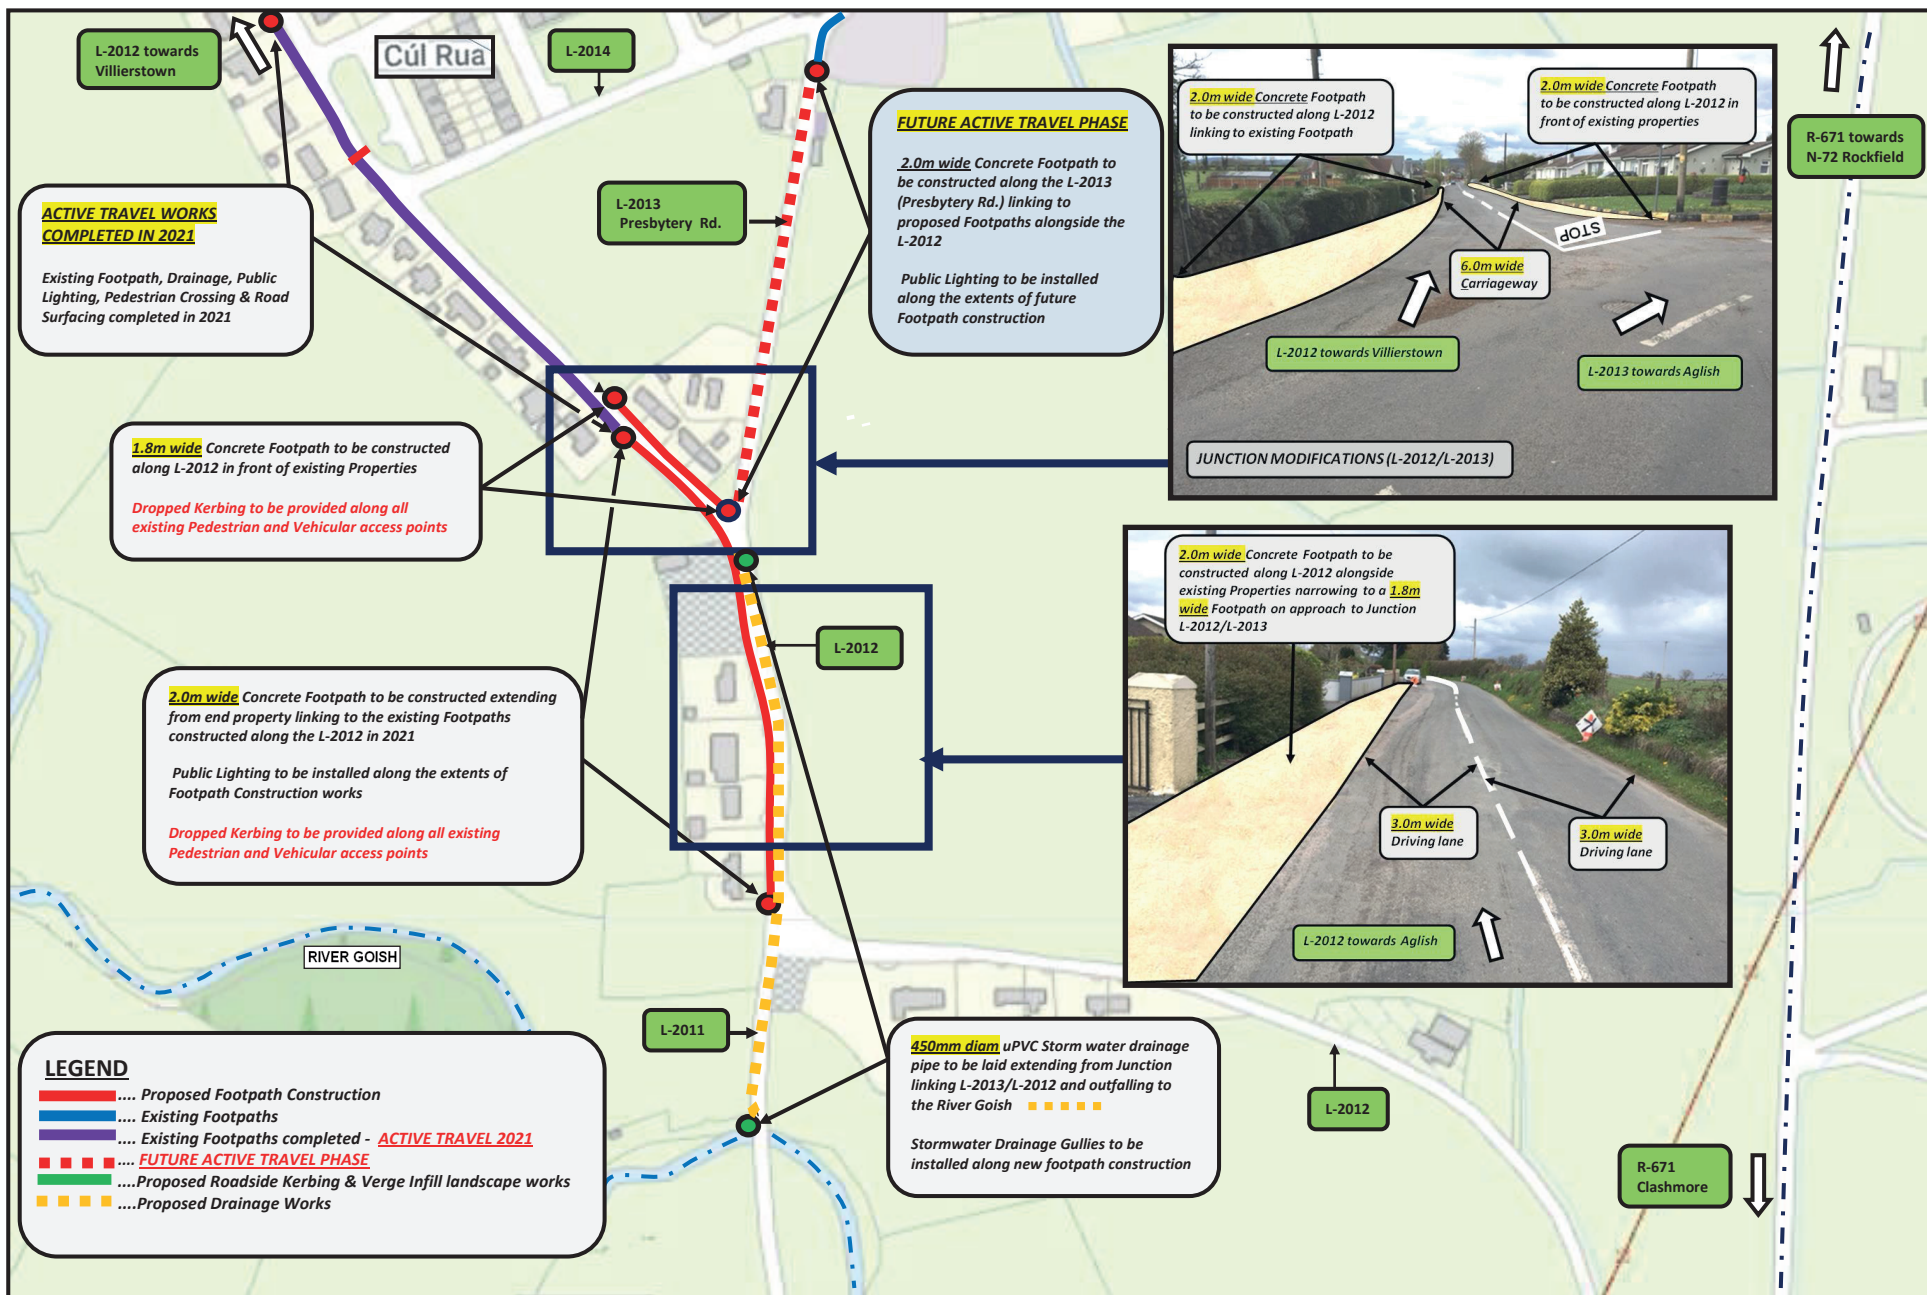 L-2012 towards
Villierstown
Cúl Rua
L-2014
ACTIVE TRAVEL WORKS
COMPLETED IN 2021
Existing Footpath, Drainage, Public
Lighting, Pedestrian Crossing & Road
Surfacing completed in 2021
L-2013
Presbytery Rd.
FUTURE ACTIVE TRAVEL PHASE
2.0m wide Concrete Footpath to
be constructed along the L-2013
(Presbytery Rd.) linking to
proposed Footpaths alongside the
L-2012
Public Lighting to be installed
along the extents of future
Footpath construction
2.0m wide Concrete Footpath
to be constructed along L-2012
linking to existing Footpath
2.0m wide Concrete Footpath
to be constructed along L-2012 in
front of existing properties
STOP
6.0m wide
Carriageway
L-2012 towards Villierstown
L-2013 towards Aglish
JUNCTION MODIFICATIONS (L-2012/L-2013)
R-671 towards
N-72 Rockfield
1.8m wide Concrete Footpath to be constructed
along L-2012 in front of existing Properties
Dropped Kerbing to be provided along all
existing Pedestrian and Vehicular access points
2.0m wide Concrete Footpath to be
constructed along L-2012 alongside
existing Properties narrowing to a 1.8m
wide Footpath on approach to Junction
L-2012/L-2013
3.0m wide
Driving lane
3.0m wide
Driving lane
L-2012 towards Aglish
L-2012
2.0m wide Concrete Footpath to be constructed extending
from end property linking to the existing Footpaths
constructed along the L-2012 in 2021
Public Lighting to be installed along the extents of
Footpath Construction works
Dropped Kerbing to be provided along all existing
Pedestrian and Vehicular access points
RIVER GOISH
L-2011
450mm diam uPVC Storm water drainage
pipe to be laid extending from Junction
linking L-2013/L-2012 and outfalling to
the River Goish
Stormwater Drainage Gullies to be
installed along new footpath construction
L-2012
R-671
Clashmore
LEGEND
.... Proposed Footpath Construction
.... Existing Footpaths
.... Existing Footpaths completed - ACTIVE TRAVEL 2021
.... FUTURE ACTIVE TRAVEL PHASE
....Proposed Roadside Kerbing & Verge Infill landscape works
....Proposed Drainage Works